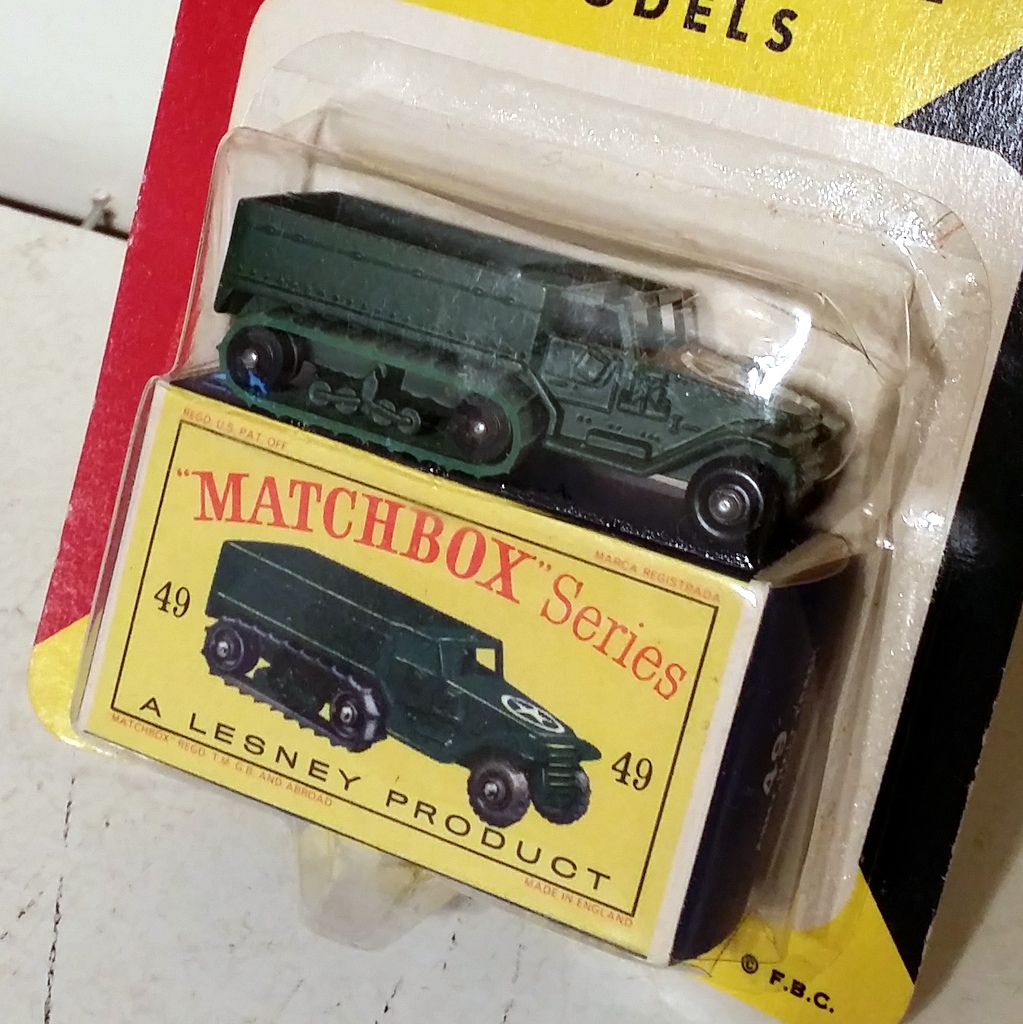 ODELS
REGD. U.S. PAT. OFF.
"MATCHBOX" Series
MARCA REGISTRADA
49
49
A LESNEY PRODUCT
MATCHBOX REGD. T.M. G.B. AND ABROAD
MADE IN ENGLAND
49
© F.B.C.